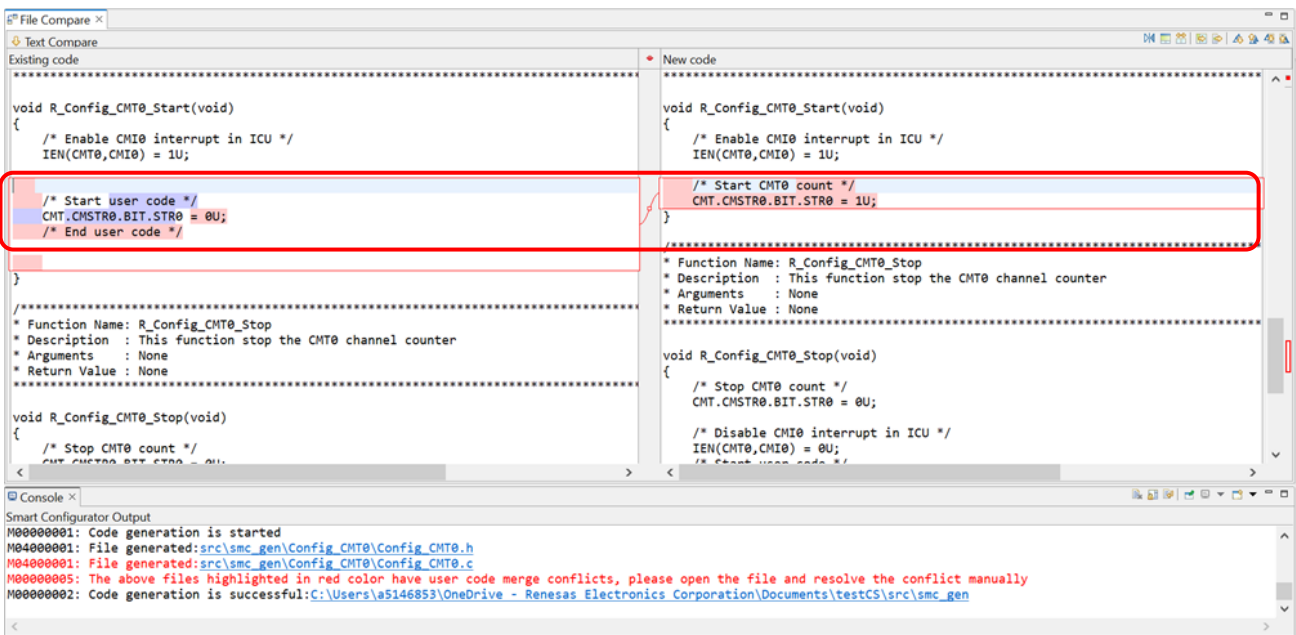 File Compare ×
Text Compare
Existing code
void R_Config_CMT0_Start(void)
{
/* Enable CMI0 interrupt in ICU */
IEN(CMT0,CMI0) = 1U;
/* Start user code */
CMT.CMSTR0.BIT.STR0 = 0U;
/* End user code */
}
/****************************************************************************
* Function Name: R_Config_CMT0_Stop
* Description  : This function stop the CMT0 channel counter
* Arguments    : None
* Return Value : None
****************************************************************************
void R_Config_CMT0_Stop(void)
{
/* Stop CMT0 count */
CMT.CMSTR0.BIT.STR0 = 0U;
New code
void R_Config_CMT0_Start(void)
{
/* Enable CMI0 interrupt in ICU */
IEN(CMT0,CMI0) = 1U;
/* Start CMT0 count */
CMT.CMSTR0.BIT.STR0 = 1U;
}
/****************************************************************************
* Function Name: R_Config_CMT0_Stop
* Description  : This function stop the CMT0 channel counter
* Arguments    : None
* Return Value : None
****************************************************************************
void R_Config_CMT0_Stop(void)
{
/* Stop CMT0 count */
CMT.CMSTR0.BIT.STR0 = 0U;
/* Disable CMI0 interrupt in ICU */
IEN(CMT0,CMI0) = 0U;
/* Start user code */
Console ×
Smart Configurator Output
M00000001: Code generation is started
M04000001: File generated:src\smc_gen\Config_CMT0\Config_CMT0.h
M04000001: File generated:src\smc_gen\Config_CMT0\Config_CMT0.c
M00000005: The above files highlighted in red color have user code merge conflicts, please open the file and resolve the conflict manually
M00000002: Code generation is successful:C:\Users\a5146853\OneDrive - Renesas Electronics Corporation\Documents\testCS\src\smc_gen